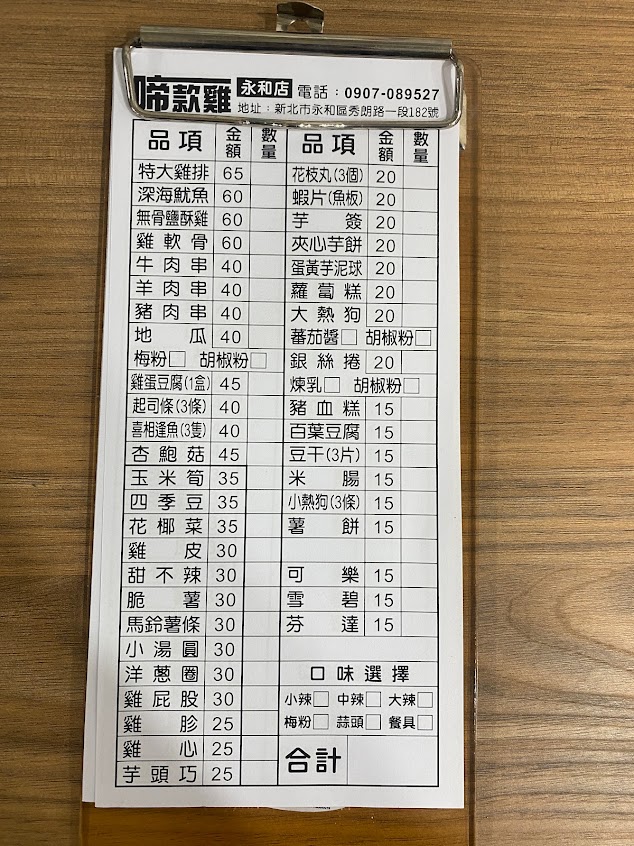 啼款雞 永和店 電話：0907-089527
地址：新北市永和區秀朗路一段182號
品項 金額 數量
特大雞排 65
深海魷魚 60
無骨鹽酥雞 60
雞軟骨 60
牛肉串 40
羊肉串 40
豬肉串 40
地瓜 40
梅粉□ 胡椒粉□
雞蛋豆腐(1盒) 45
起司條(3條) 40
喜相逢魚(3隻) 40
杏鮑菇 45
玉米筍 35
四季豆 35
花椰菜 35
雞皮 30
甜不辣 30
脆薯 30
馬鈴薯條 30
小湯圓 30
洋蔥圈 30
雞屁股 30
雞胗 25
雞心 25
芋頭巧 25
品項 金額 數量
花枝丸(3個) 20
蝦片(魚板) 20
芋簽 20
夾心芋餅 20
蛋黃芋泥球 20
蘿蔔糕 20
大熱狗 20
蕃茄醬□ 胡椒粉□
銀絲捲 20
煉乳□ 胡椒粉□
豬血糕 15
百葉豆腐 15
豆干(3片) 15
米腸 15
小熱狗(3條) 15
薯餅 15
可樂 15
雪碧 15
芬達 15
口味選擇
小辣□ 中辣□ 大辣□
梅粉□ 蒜頭□ 餐具□
合計